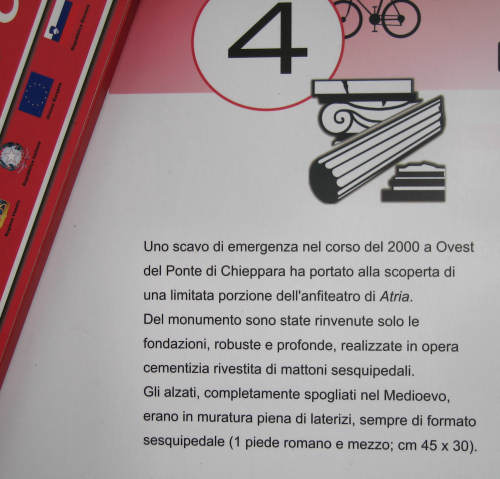 4
Uno scavo di emergenza nel corso del 2000 a Ovest
del Ponte di Chieppara ha portato alla scoperta di
una limitata porzione dell'anfiteatro di Atria.
Del monumento sono state rinvenute solo le
fondazioni, robuste e profonde, realizzate in opera
cementizia rivestita di mattoni sesquipedali.
Gli alzati, completamente spogliati nel Medioevo,
erano in muratura piena di laterizi, sempre di formato
sesquipedale (1 piede romano e mezzo; cm 45 x 30).